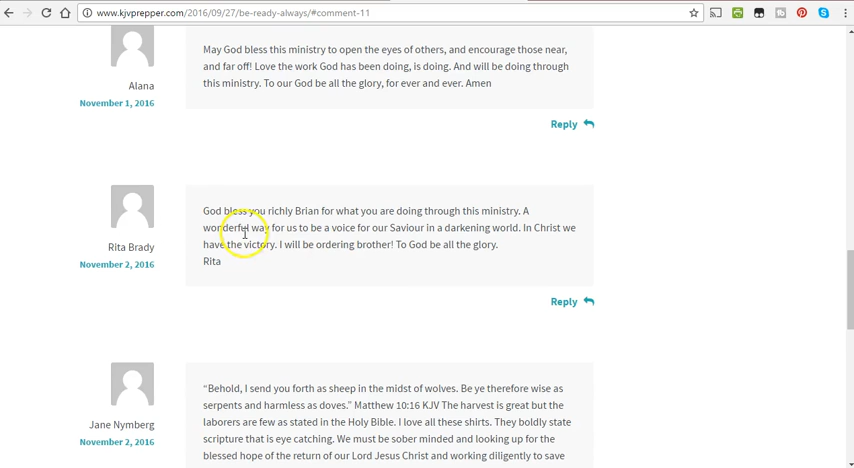 www.kjvprepper.com/2016/09/27/be-ready-always/#comment-11
May God bless this ministry to open the eyes of others, and encourage those near,
and far off! Love the work God has been doing, is doing. And will be doing through
this ministry. To our God be all the glory, for ever and ever. Amen
Alana
November 1, 2016
Reply
God bless you richly Brian for what you are doing through this ministry. A
wonderful way for us to be a voice for our Saviour in a darkening world. In Christ we
have the victory. I will be ordering brother! To God be all the glory.
Rita
Rita Brady
November 2, 2016
Reply
“Behold, I send you forth as sheep in the midst of wolves. Be ye therefore wise as
serpents and harmless as doves.” Matthew 10:16 KJV The harvest is great but the
laborers are few as stated in the Holy Bible. I love all these shirts. They boldly state
scripture that is eye catching. We must be sober minded and looking up for the
blessed hope of the return of our Lord Jesus Christ and working diligently to save
Jane Nymberg
November 2, 2016